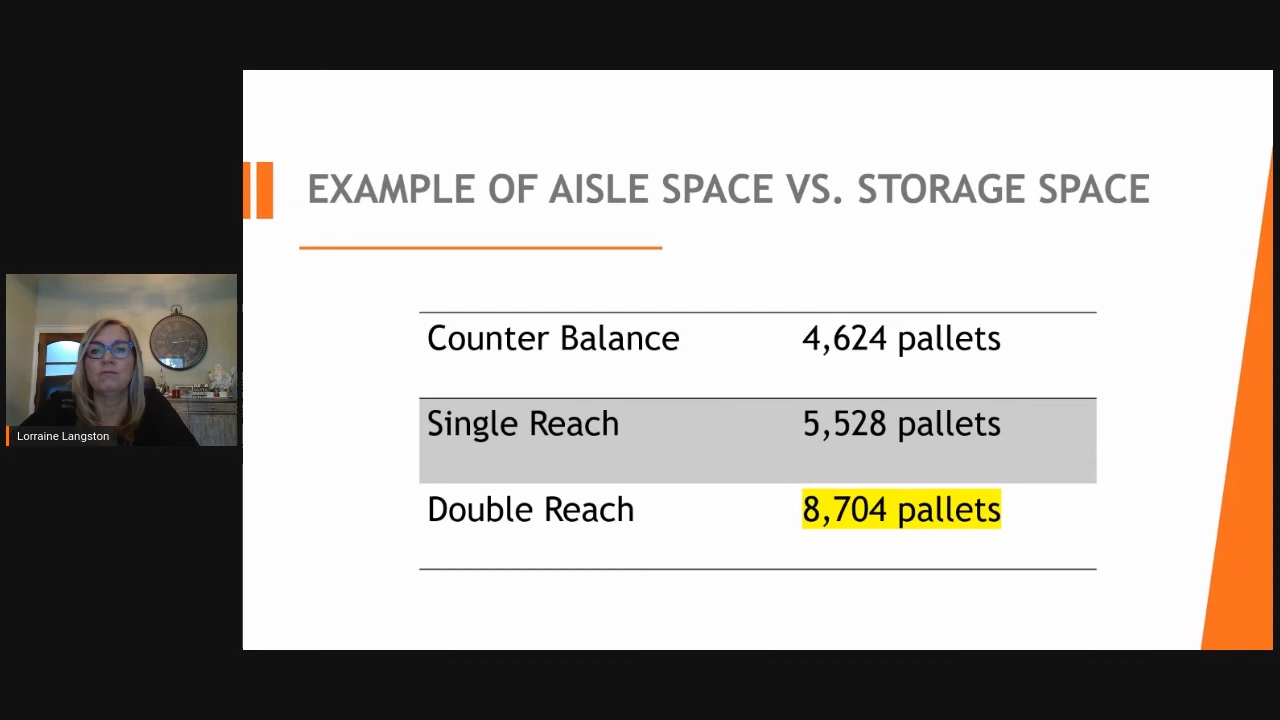 EXAMPLE OF AISLE SPACE VS. STORAGE SPACE
Counter Balance 4,624 pallets
Single Reach 5,528 pallets
Double Reach 8,704 pallets
Lorraine Langston